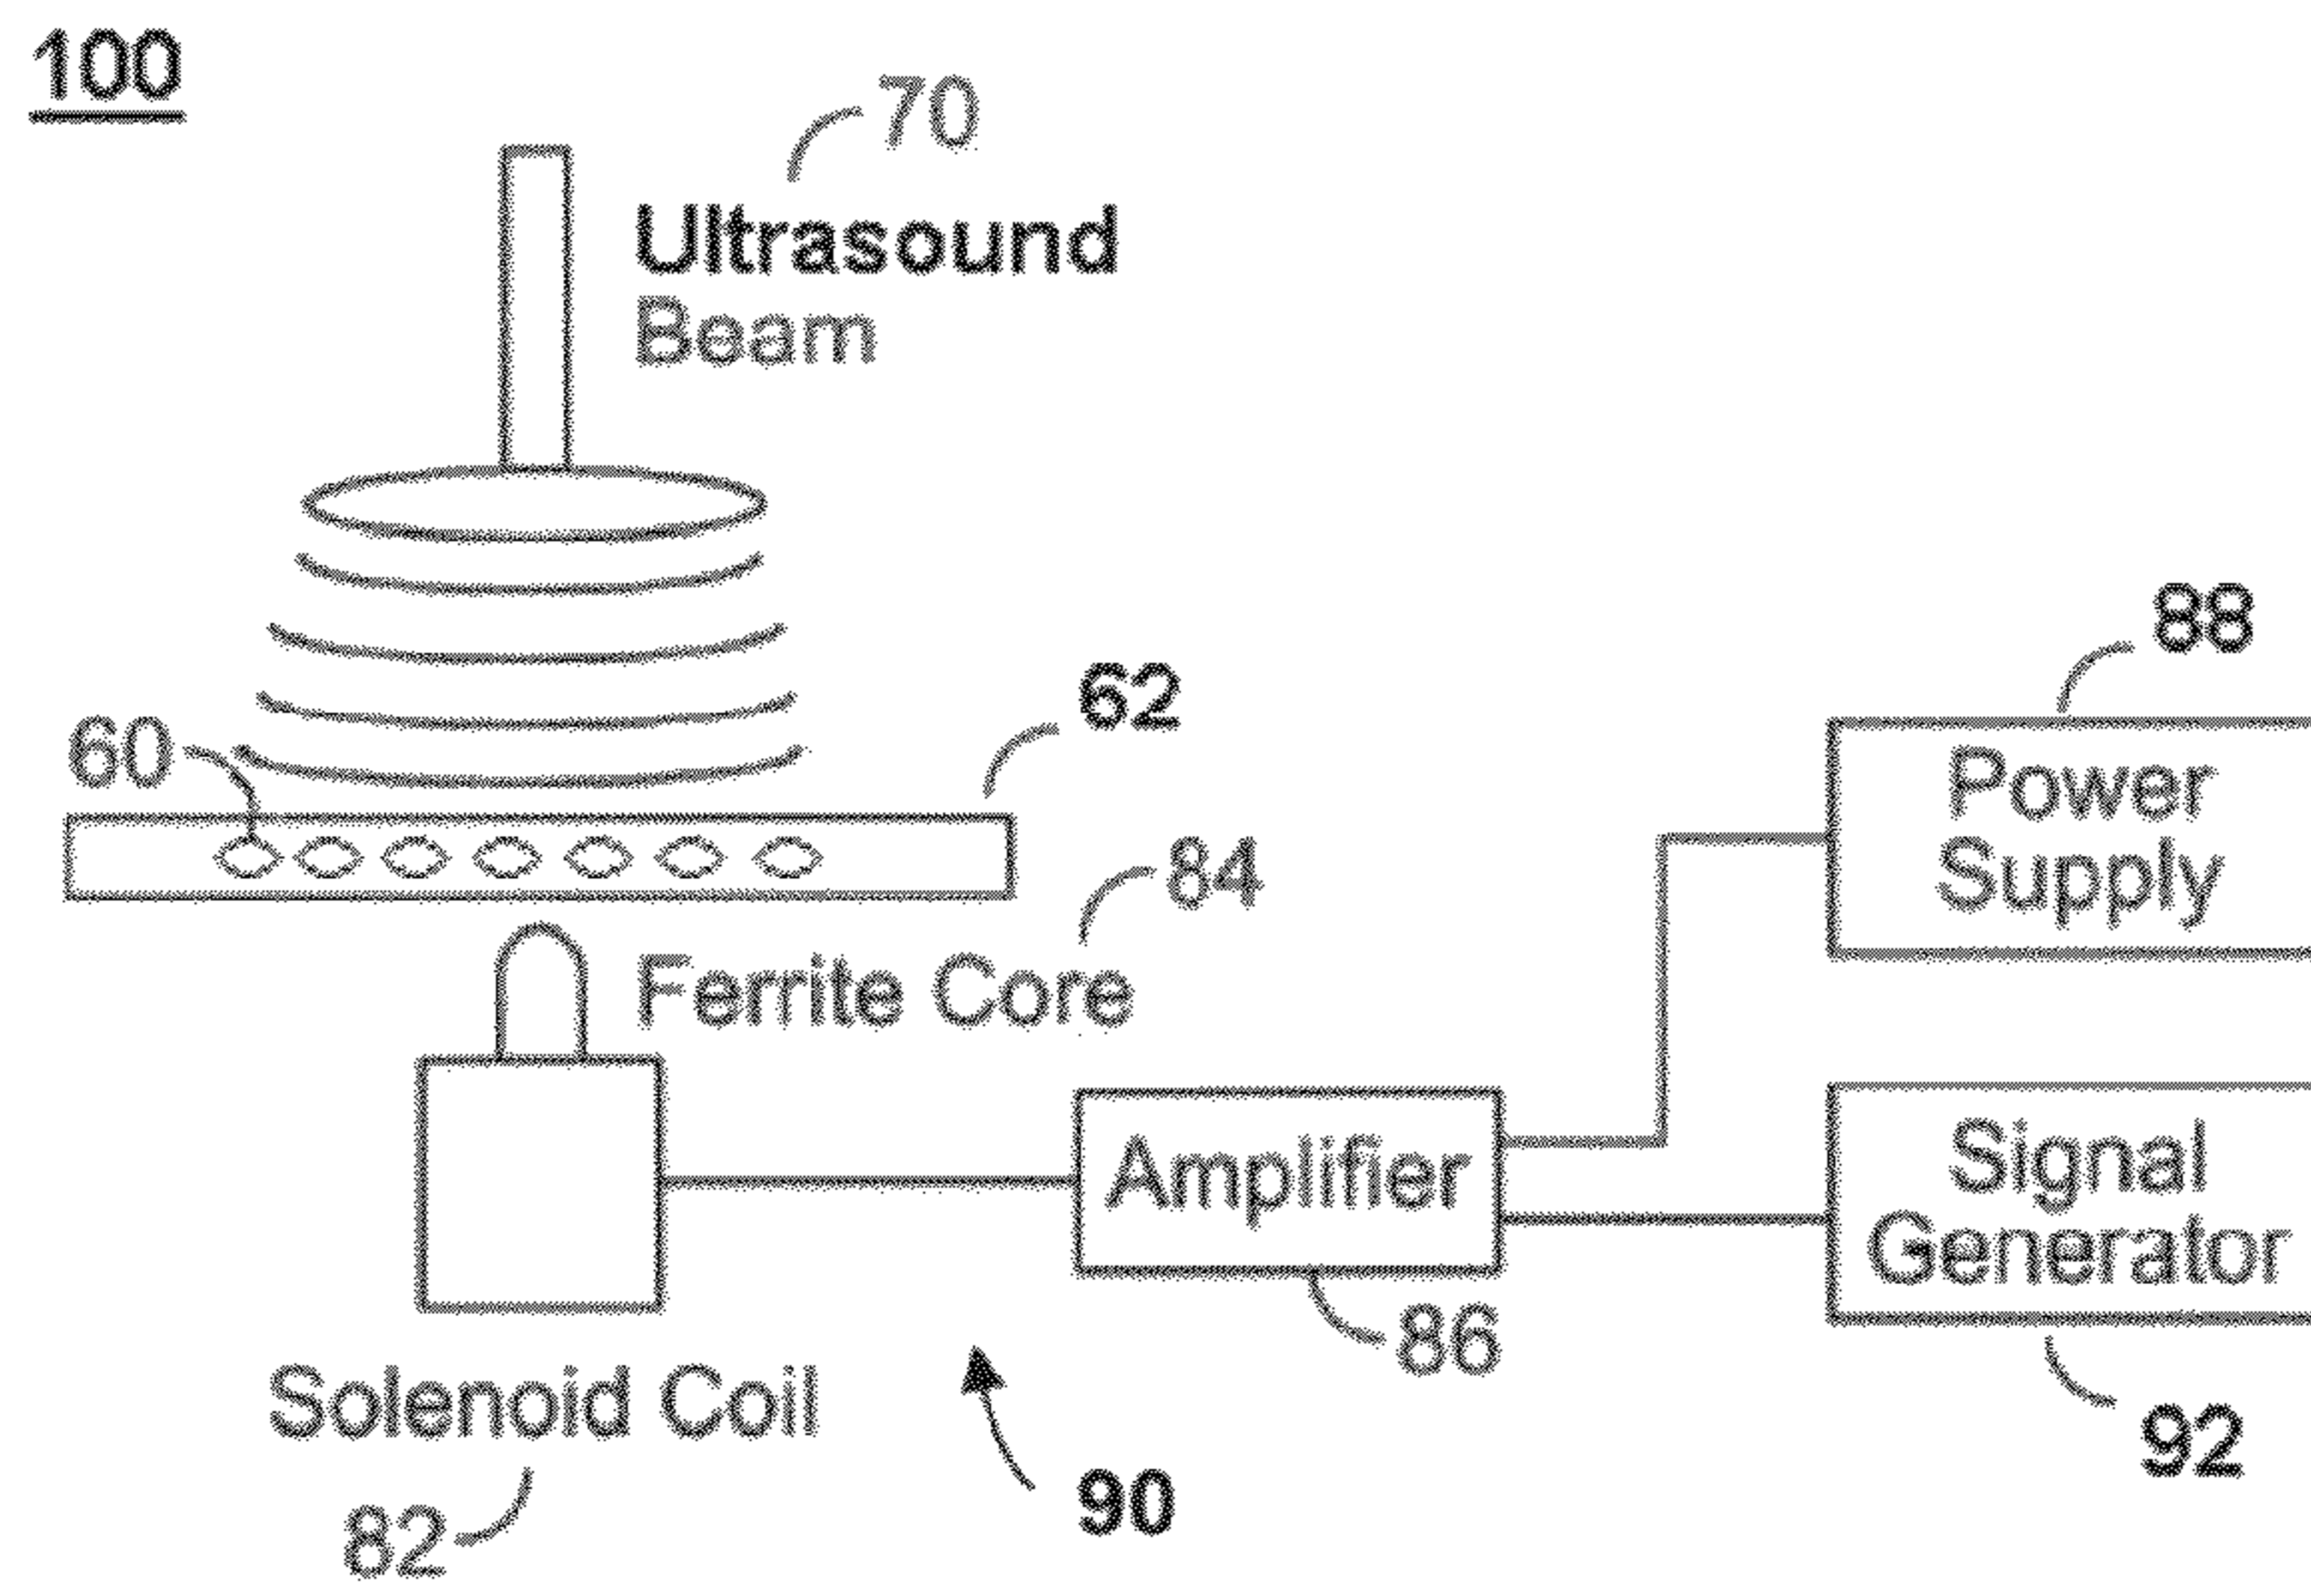 100
70
Ultrasound
Beam
88
62
60
Power
Supply
84
Ferrite Core
Amplifier
Signal
Generator
86
Solenoid Coil
92
90
82